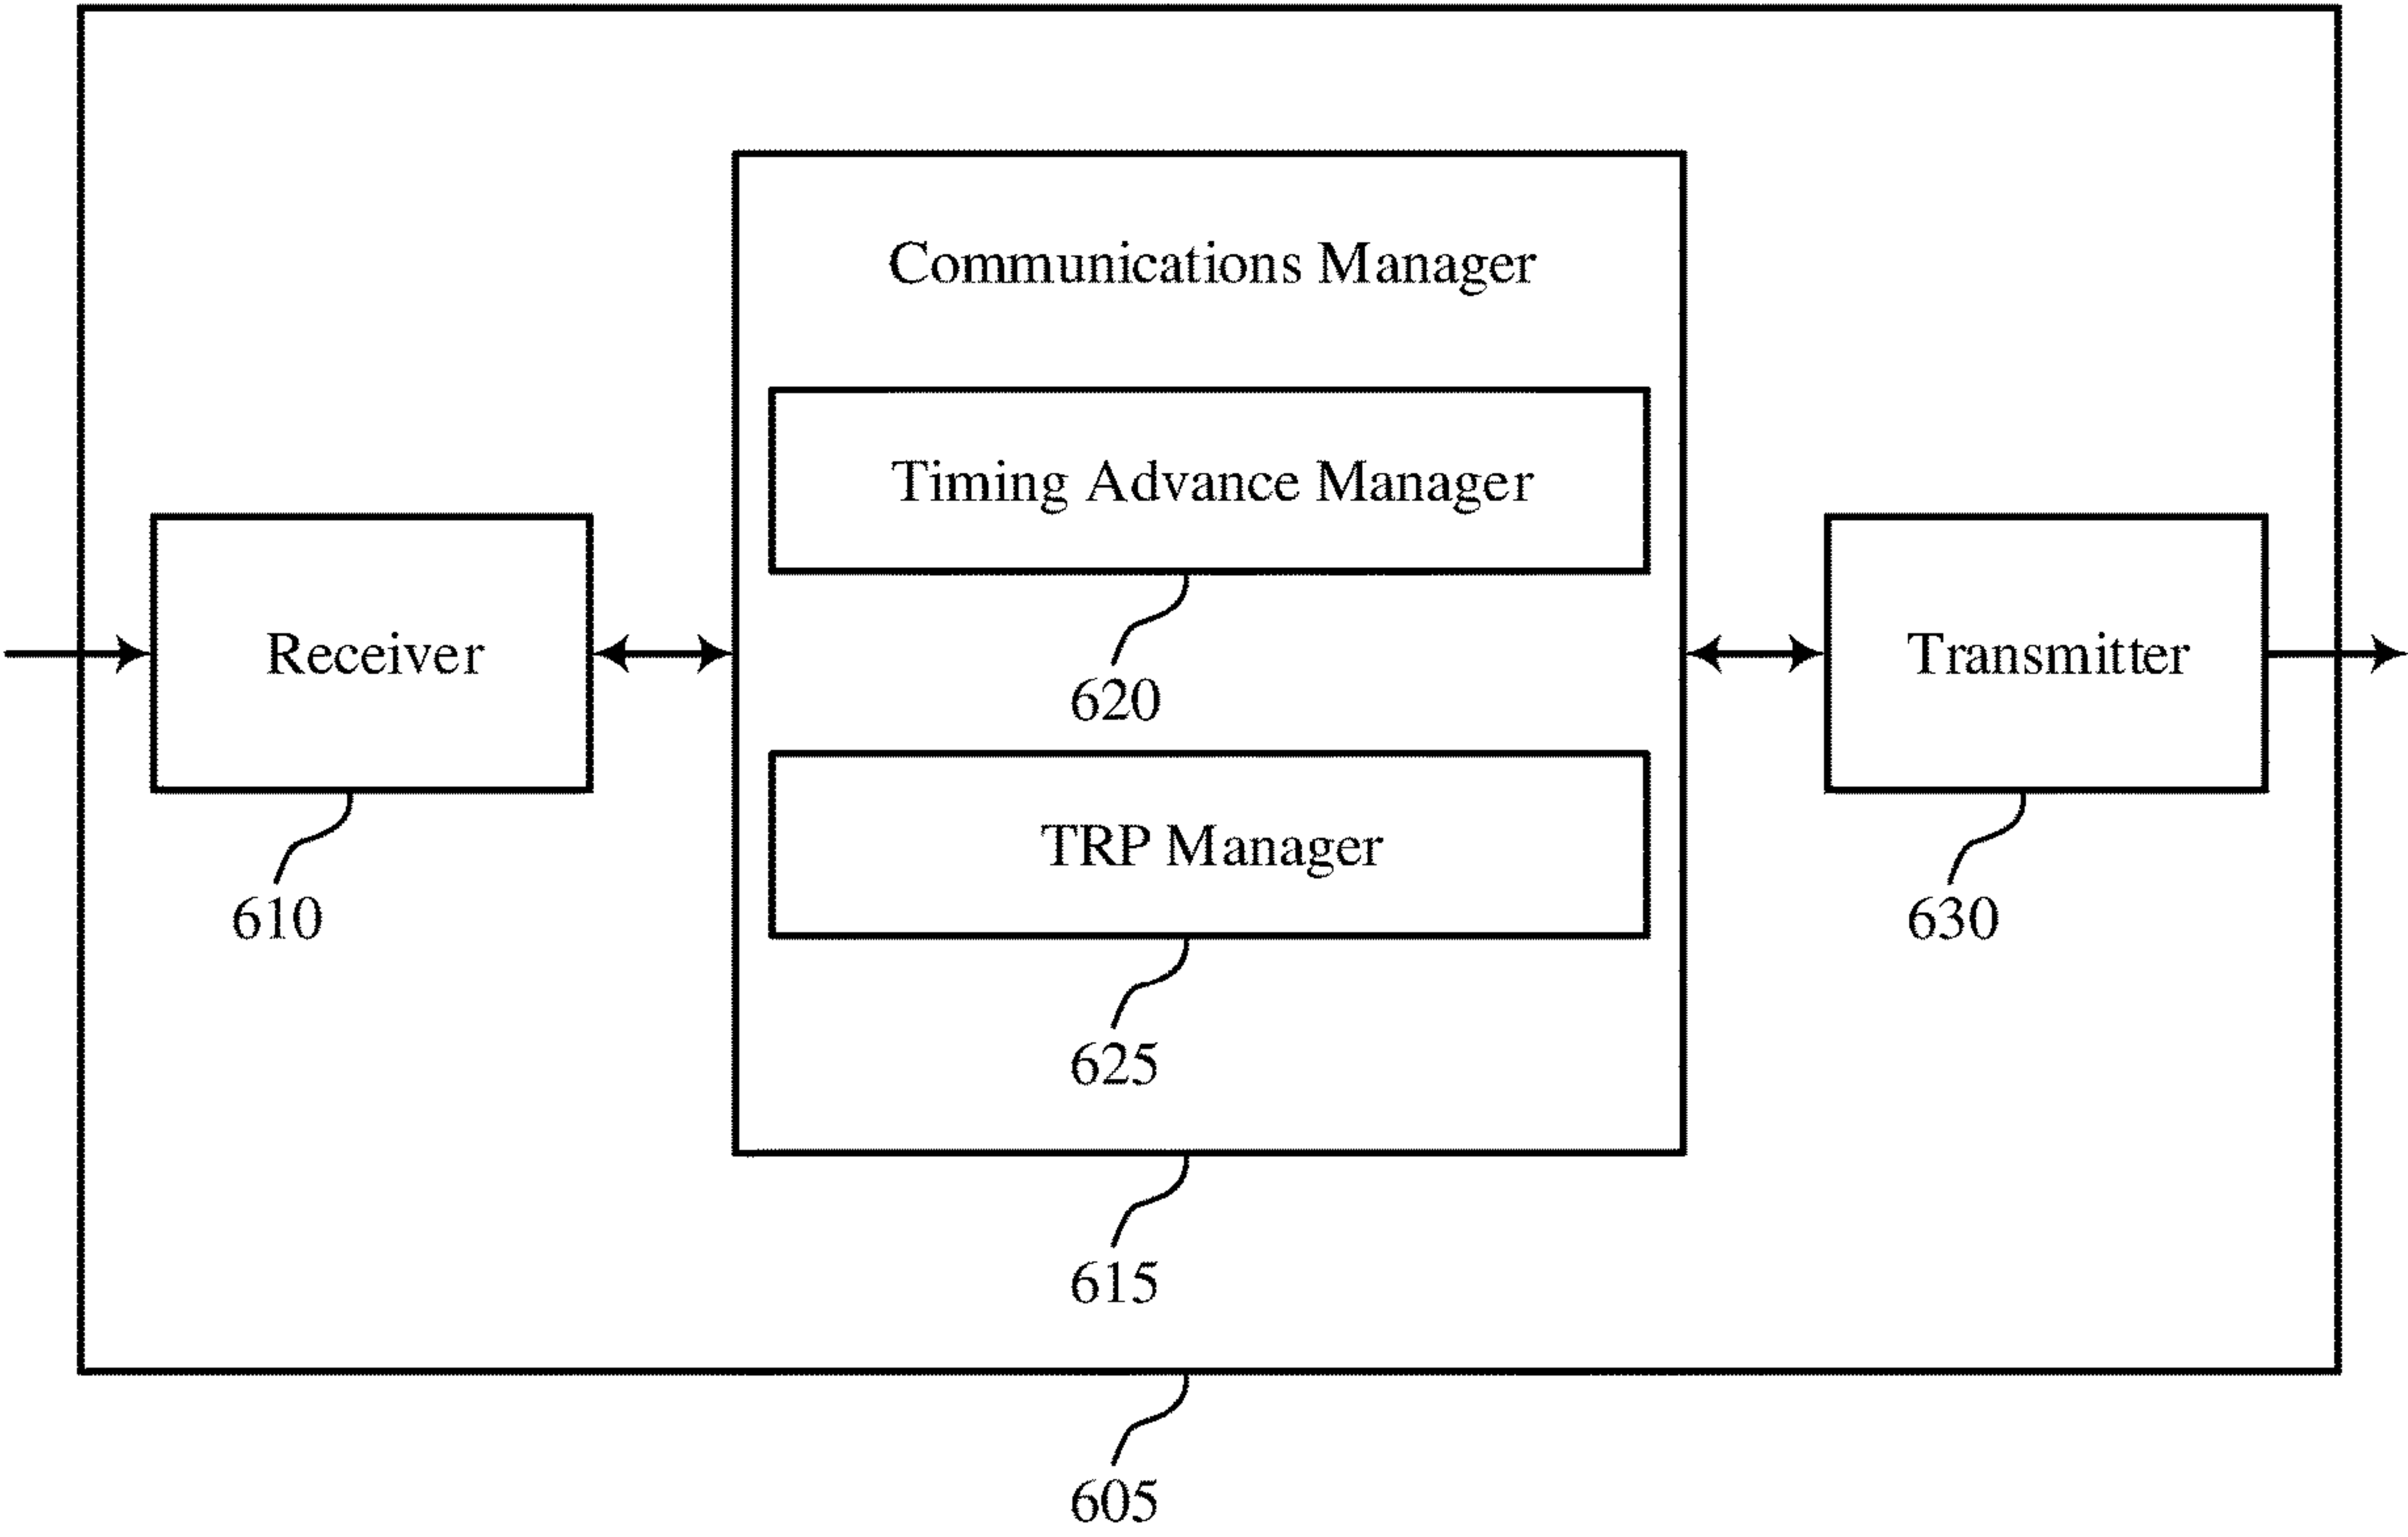 Communications Manager
Timing Advance Manager
620
Receiver
610
TRP Manager
625
Transmitter
630
615
605